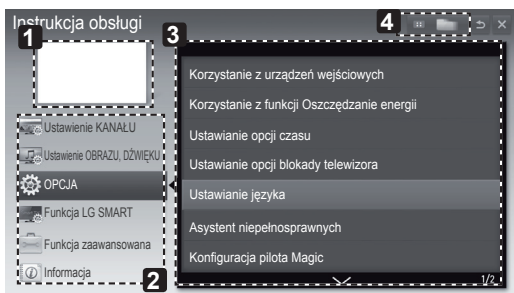 Instrukcja obsługi
1
3
4
Ustawienie KANAŁU
Ustawienie OBRAZU, DŹWIĘKU
OPCJA
Funkcja LG SMART
Funkcja zaawansowana
Informacja
2
Korzystanie z urządzeń wejściowych
Korzystanie z funkcji Oszczędzanie energii
Ustawianie opcji czasu
Ustawianie opcji blokady telewizora
Ustawianie języka
Asystent niepełnosprawnych
Konfiguracja pilota Magic
1/2